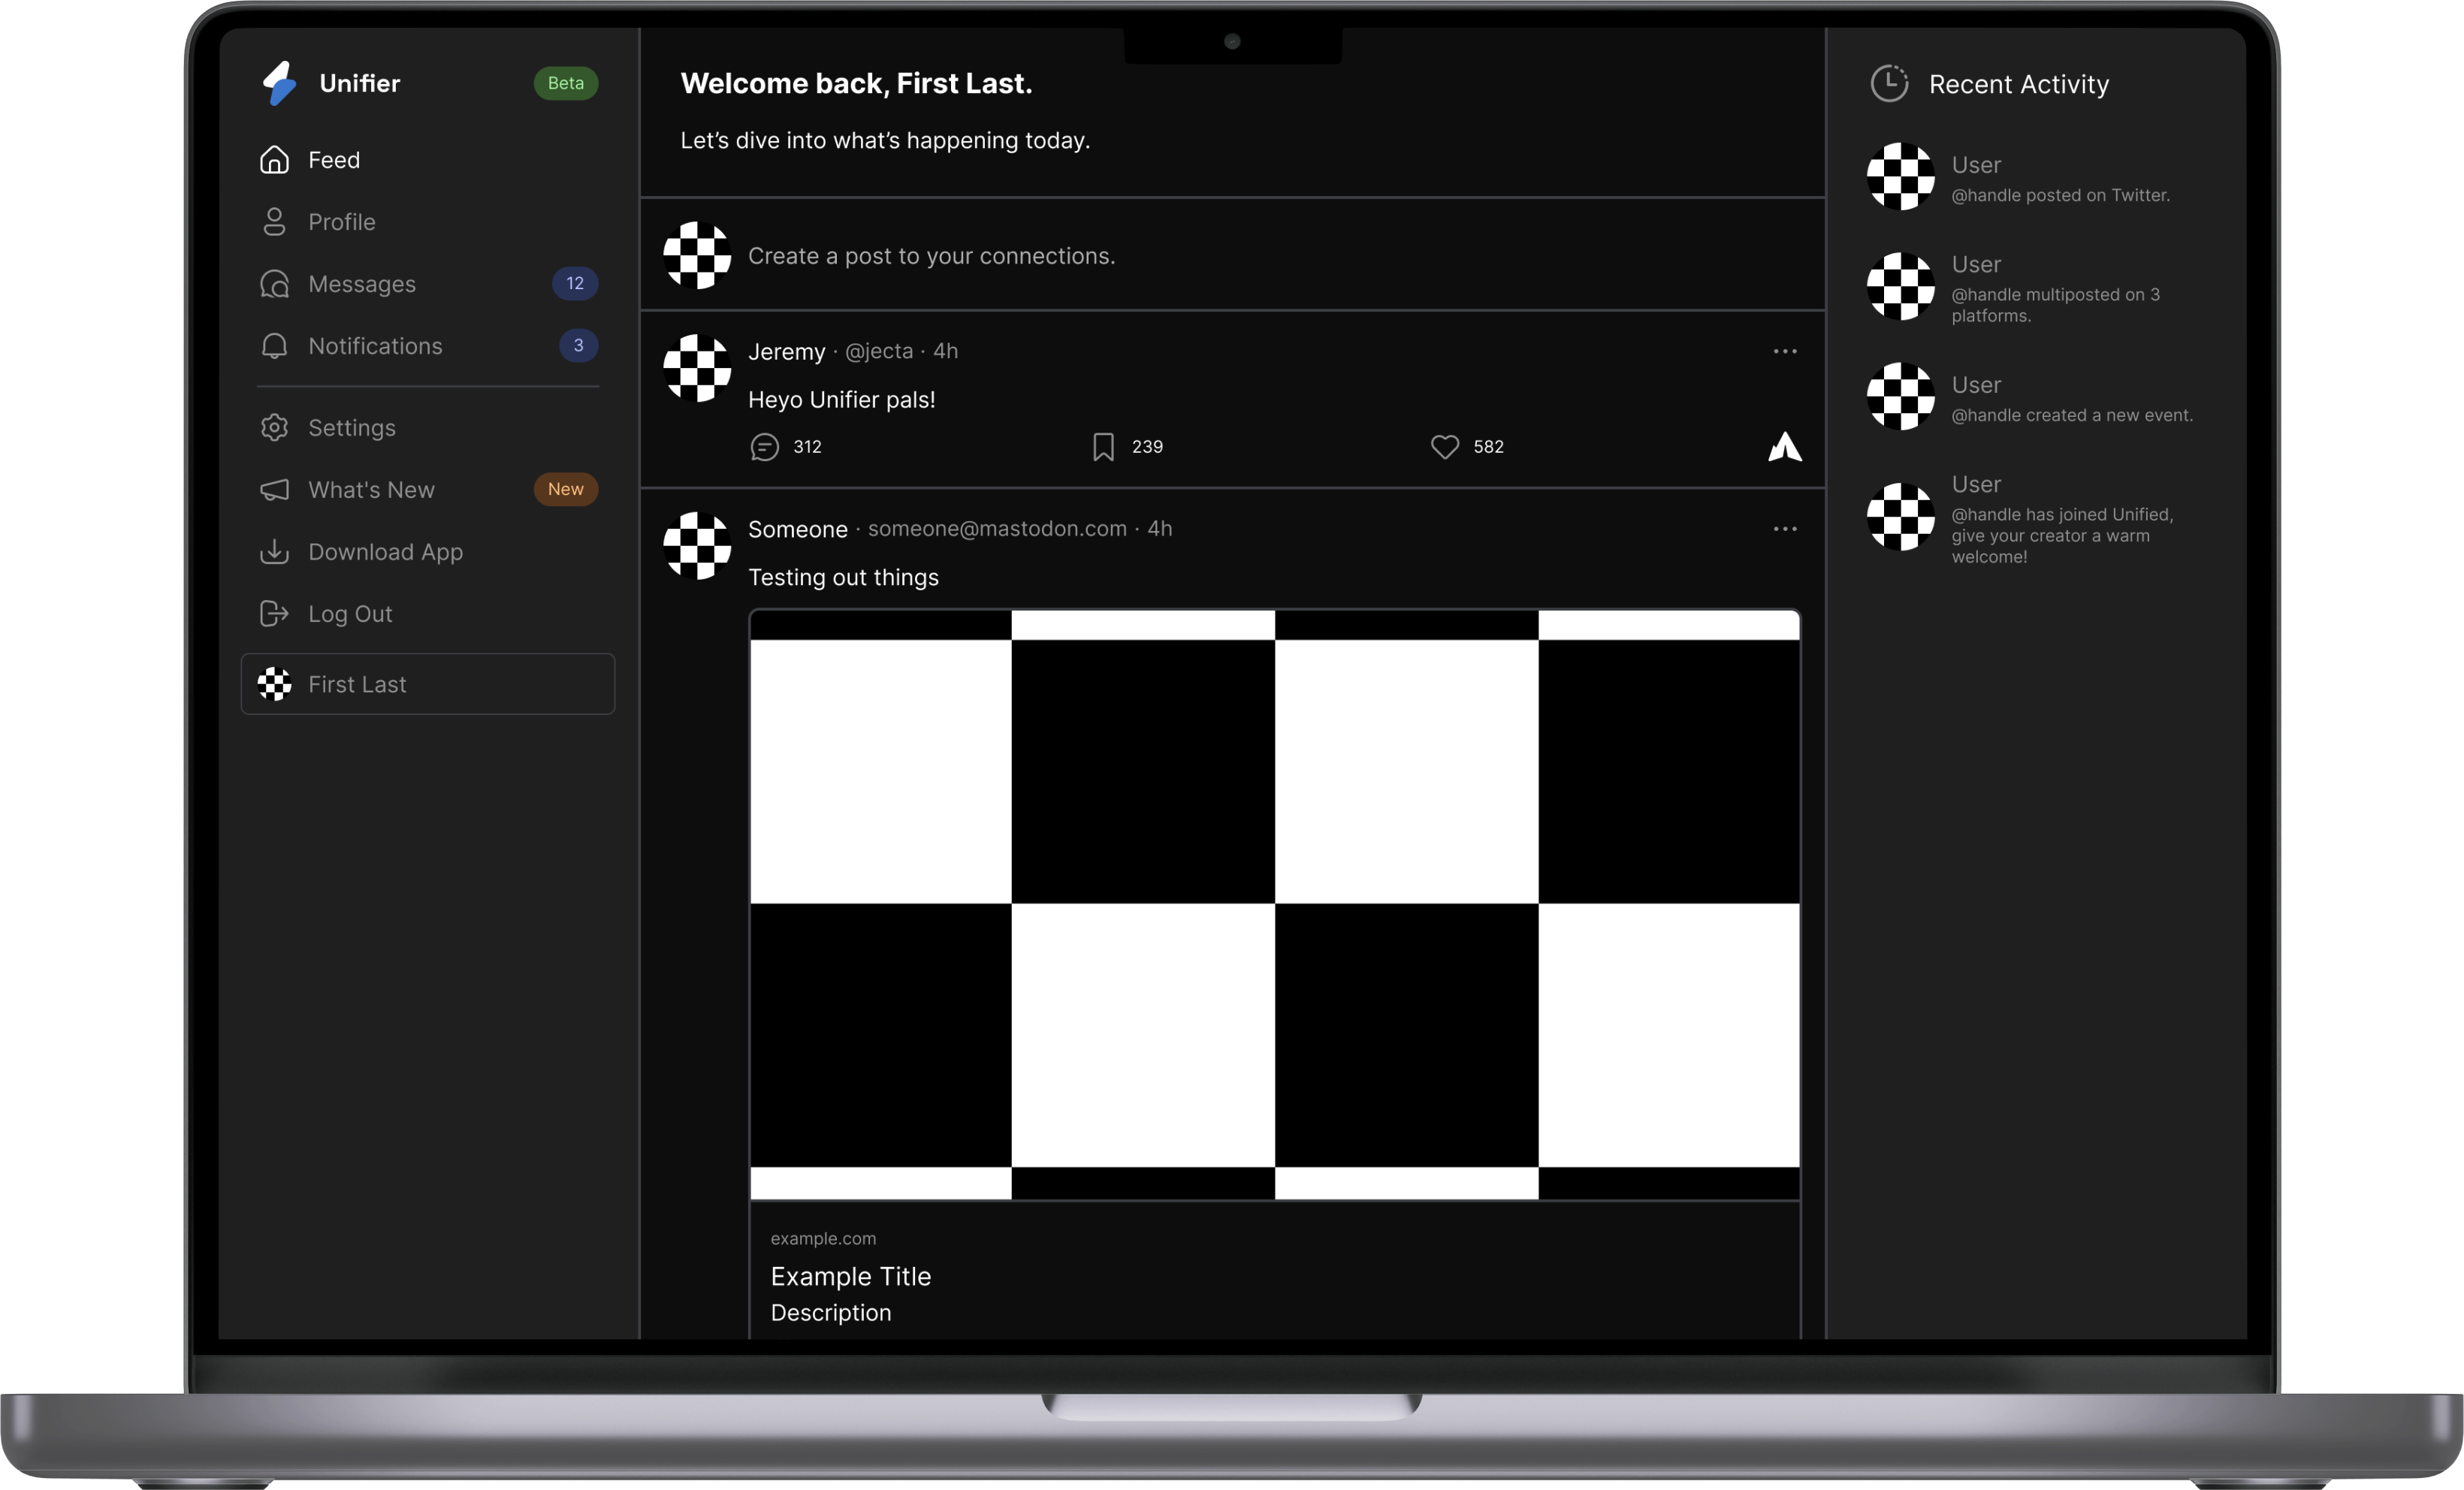 Unifier
Beta
Feed
Profile
Messages
12
Notifications
3
Settings
What's New
New
Download App
Log Out
First Last
Welcome back, First Last.
Let’s dive into what’s happening today.
Create a post to your connections.
Jeremy · @jecta · 4h
Heyo Unifier pals!
312
239
582
Someone · someone@mastodon.com · 4h
Testing out things
example.com
Example Title
Description
Recent Activity
User
@handle posted on Twitter.
User
@handle multiposted on 3
platforms.
User
@handle created a new event.
User
@handle has joined Unified,
give your creator a warm
welcome!